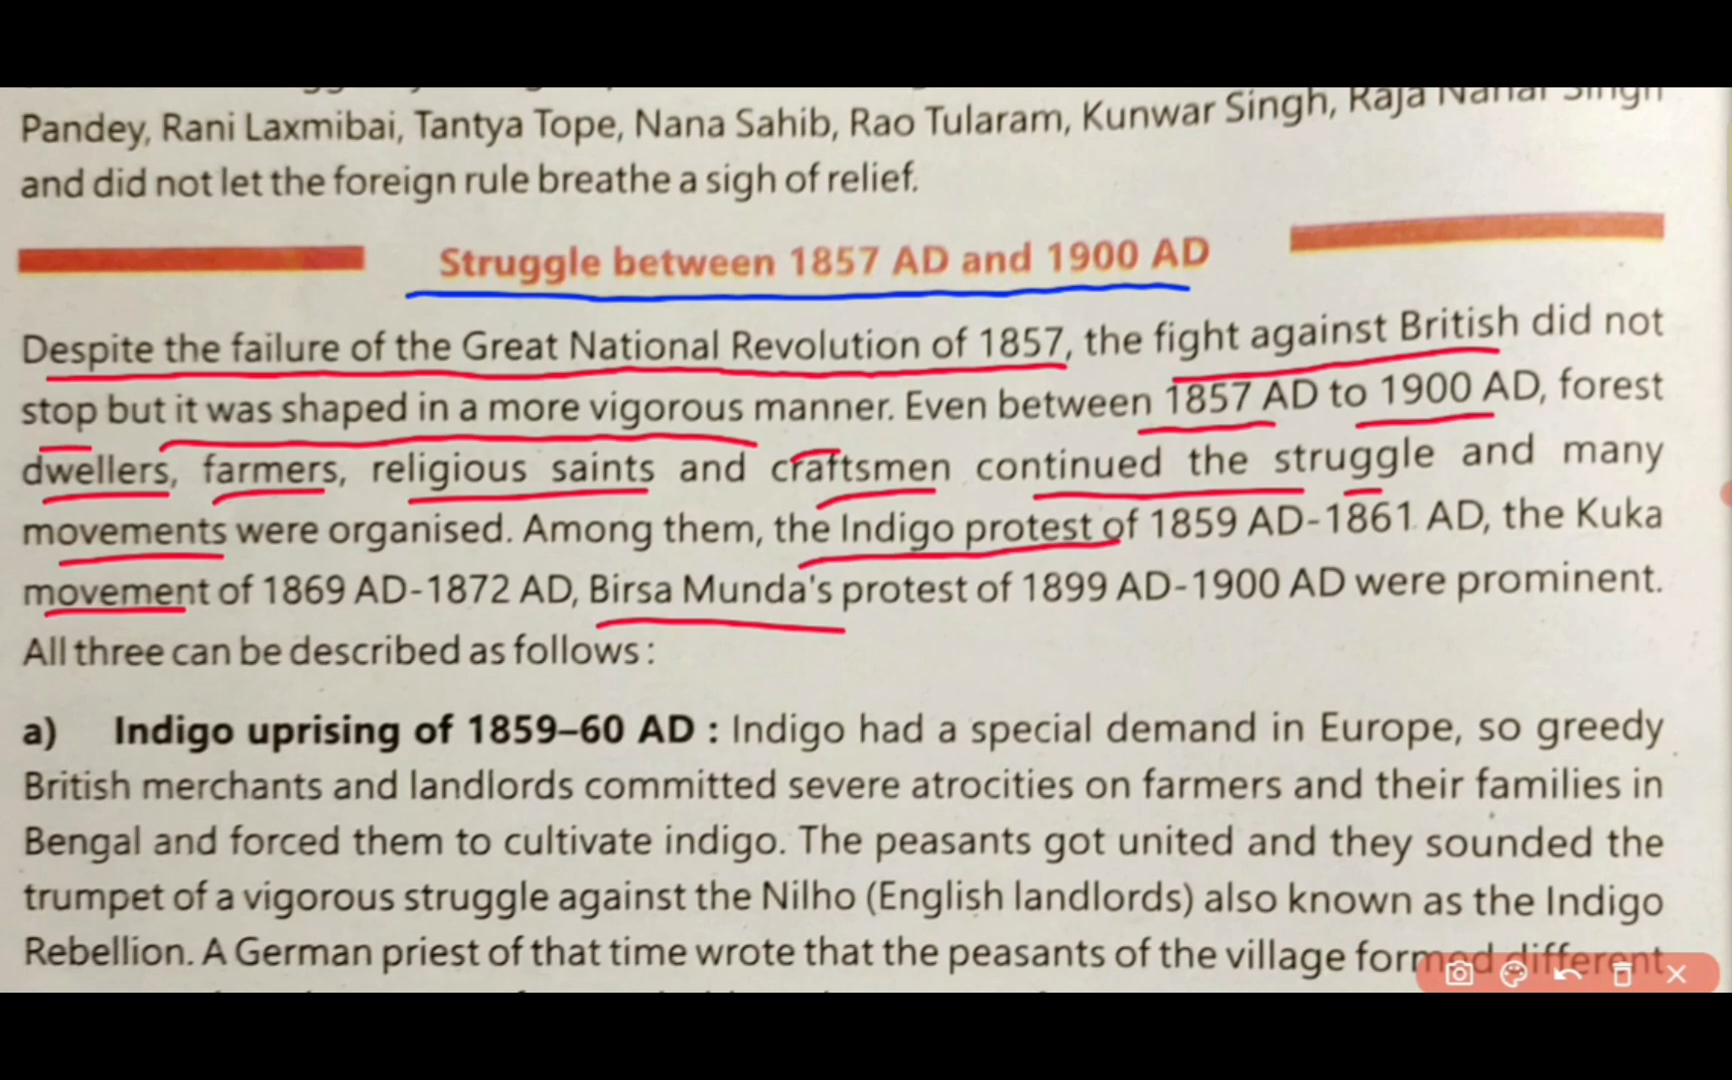 Pandey, Rani Laxmibai, Tantya Tope, Nana Sahib, Rao Tularam, Kunwar Singh, Raja Nahar Singh
and did not let the foreign rule breathe a sigh of relief.
Struggle between 1857 AD and 1900 AD
Despite the failure of the Great National Revolution of 1857, the fight against British did not
stop but it was shaped in a more vigorous manner. Even between 1857 AD to 1900 AD, forest
dwellers, farmers, religious saints and craftsmen continued the struggle and many
movements were organised. Among them, the Indigo protest of 1859 AD-1861 AD, the Kuka
movement of 1869 AD-1872 AD, Birsa Munda's protest of 1899 AD-1900 AD were prominent.
All three can be described as follows :
a) Indigo uprising of 1859–60 AD : Indigo had a special demand in Europe, so greedy
British merchants and landlords committed severe atrocities on farmers and their families in
Bengal and forced them to cultivate indigo. The peasants got united and they sounded the
trumpet of a vigorous struggle against the Nilho (English landlords) also known as the Indigo
Rebellion. A German priest of that time wrote that the peasants of the village formed different